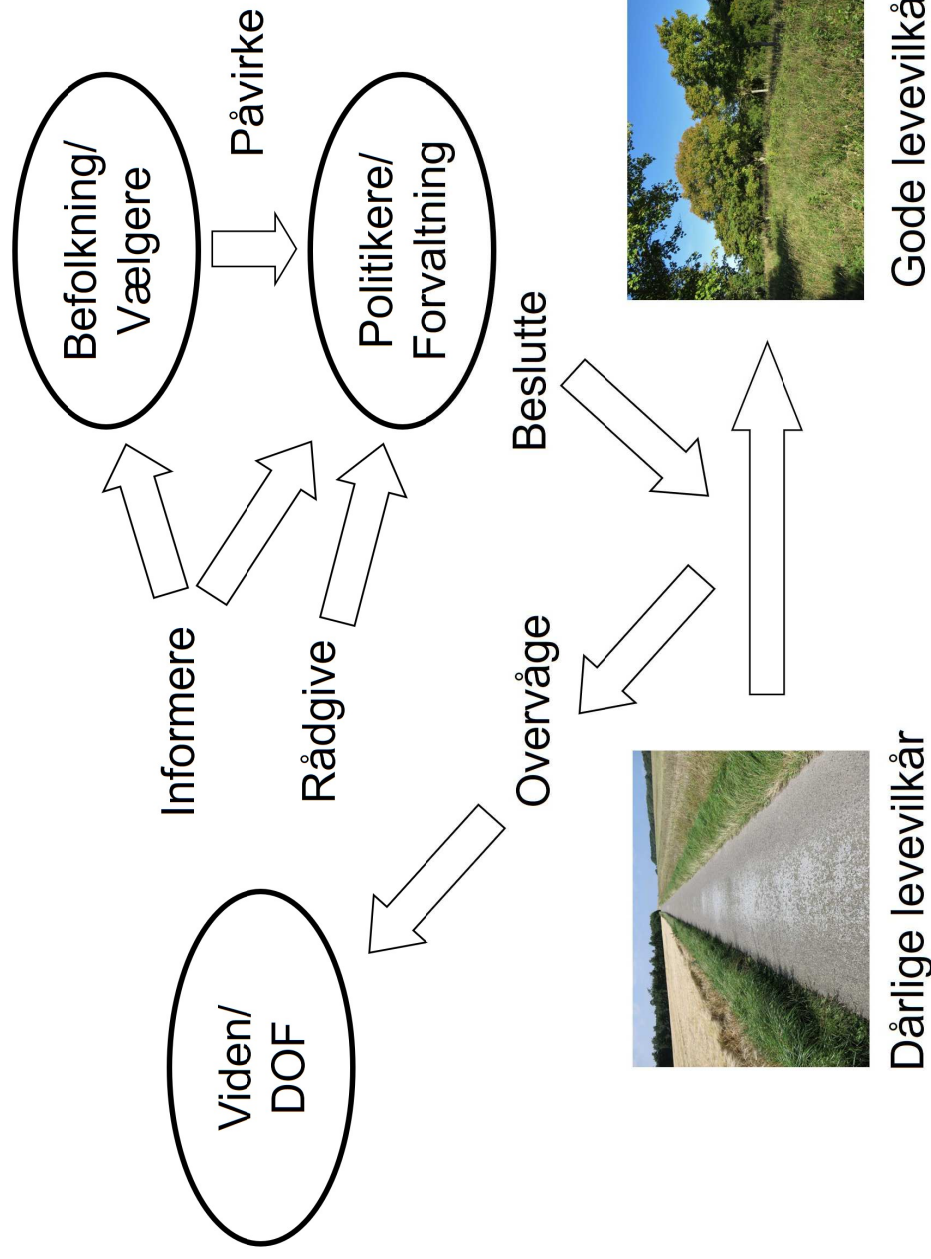 Befolkning/
Vælgere
Påvirke
Informere
Rådgive
Politikere/
Forvaltning
Viden/
DOF
Overvåge
Beslutte
Dårlige levevilkår
Gode levevilkå